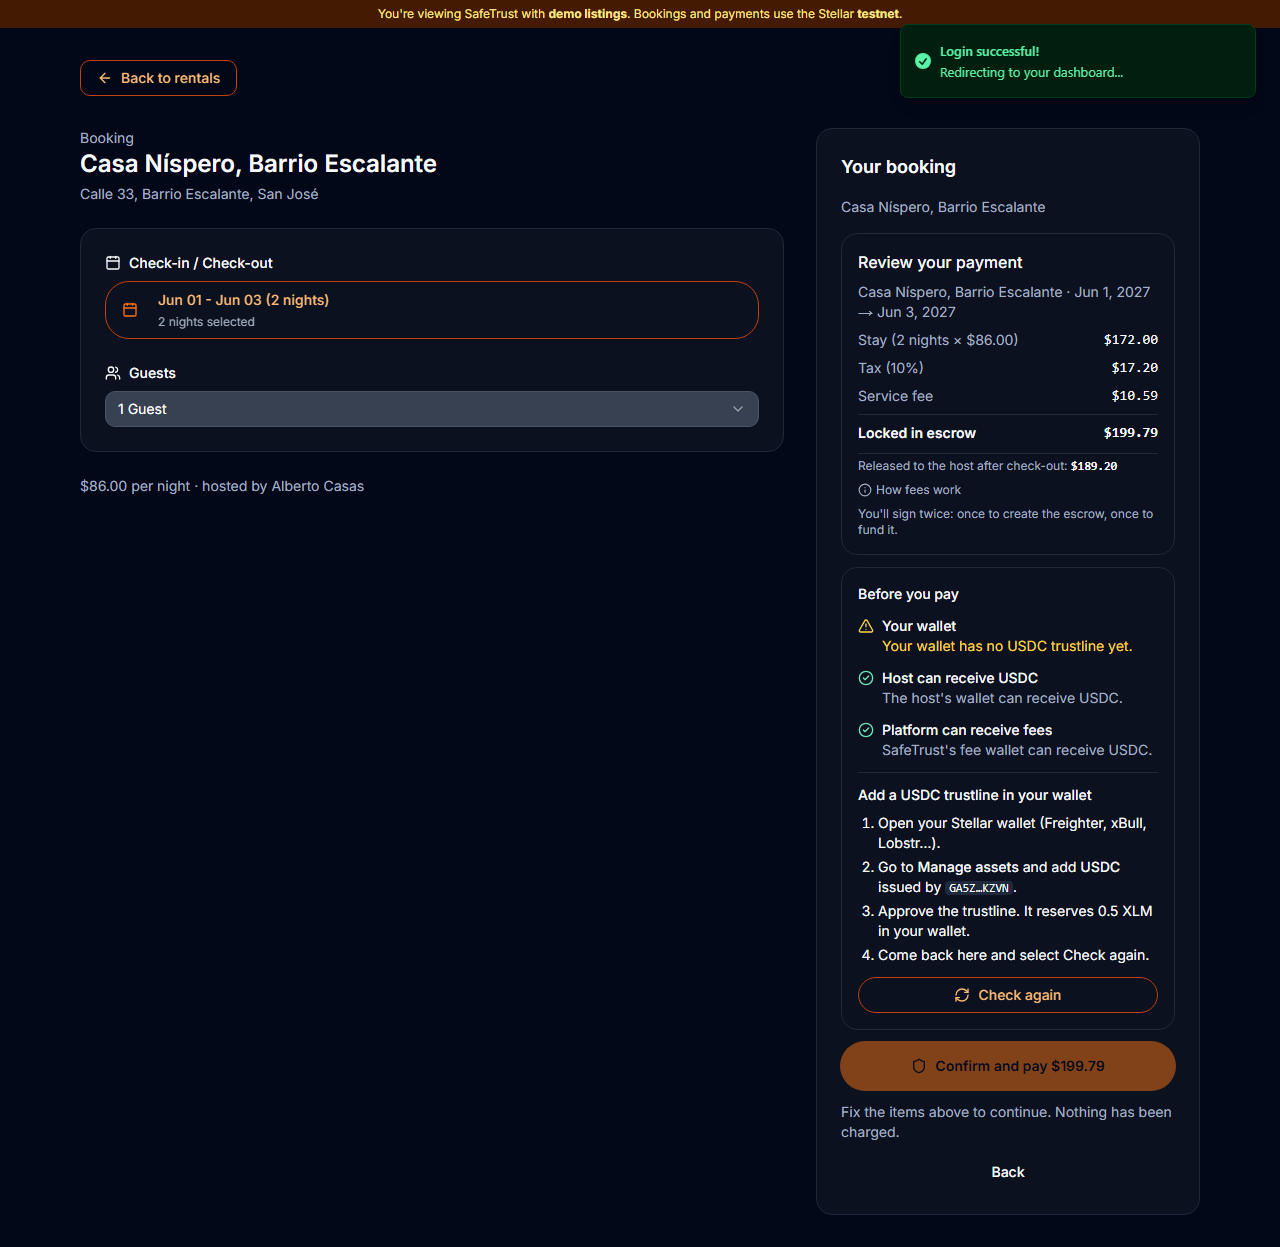 You're viewing SafeTrust with demo listings. Bookings and payments use the Stellar testnet.
Login successful!
Redirecting to your dashboard...
Back to rentals
Booking
Casa Níspero, Barrio Escalante
Calle 33, Barrio Escalante, San José
Check-in / Check-out
Jun 01 - Jun 03 (2 nights)
2 nights selected
Guests
1 Guest
$86.00 per night · hosted by Alberto Casas
Your booking
Casa Níspero, Barrio Escalante
Review your payment
Casa Níspero, Barrio Escalante · Jun 1, 2027
→ Jun 3, 2027
Stay (2 nights × $86.00) $172.00
Tax (10%) $17.20
Service fee $10.59
Locked in escrow $199.79
Released to the host after check-out: $189.20
How fees work
You'll sign twice: once to create the escrow, once to
fund it.
Before you pay
Your wallet
Your wallet has no USDC trustline yet.
Host can receive USDC
The host's wallet can receive USDC.
Platform can receive fees
SafeTrust's fee wallet can receive USDC.
Add a USDC trustline in your wallet
1. Open your Stellar wallet (Freighter, xBull,
Lobstr…).
2. Go to Manage assets and add USDC
issued by GA5Z…KZVN.
3. Approve the trustline. It reserves 0.5 XLM
in your wallet.
4. Come back here and select Check again.
Check again
Confirm and pay $199.79
Fix the items above to continue. Nothing has been
charged.
Back